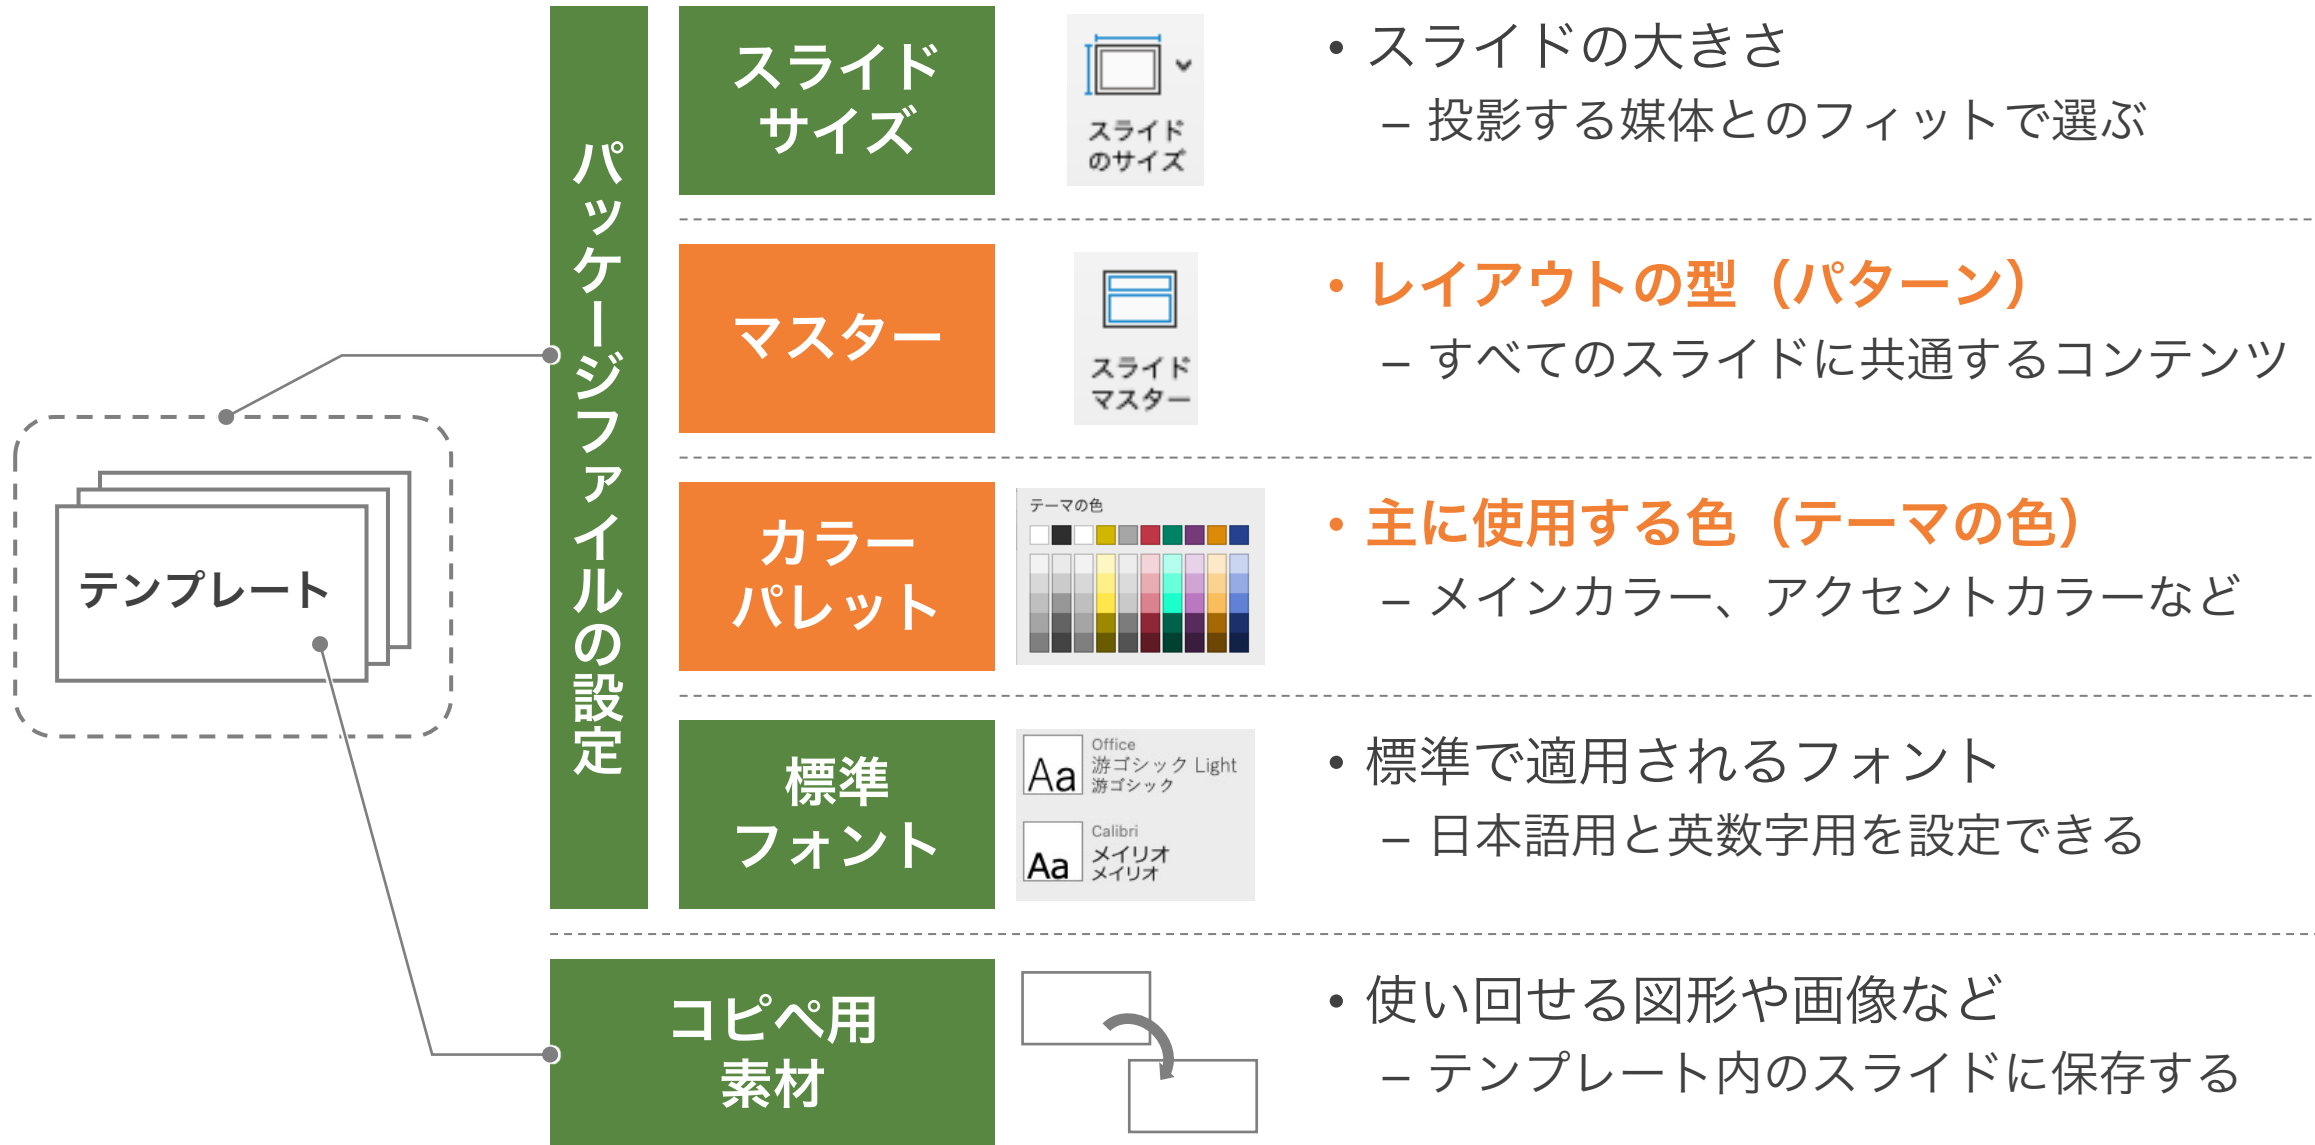 テンプレート
パッケージファイルの設定
スライド
サイズ
スライド
のサイズ
• スライドの大きさ
– 投影する媒体とのフィットで選ぶ
マスター
スライド
マスター
• レイアウトの型（パターン）
– すべてのスライドに共通するコンテンツ
カラー
パレット
テーマの色
• 主に使用する色（テーマの色）
– メインカラー、アクセントカラーなど
標準
フォント
Aa
Office
游ゴシック Light
游ゴシック
Aa
Calibri
メイリオ
メイリオ
• 標準で適用されるフォント
– 日本語用と英数字用を設定できる
コピペ用
素材
• 使い回せる図形や画像など
– テンプレート内のスライドに保存する